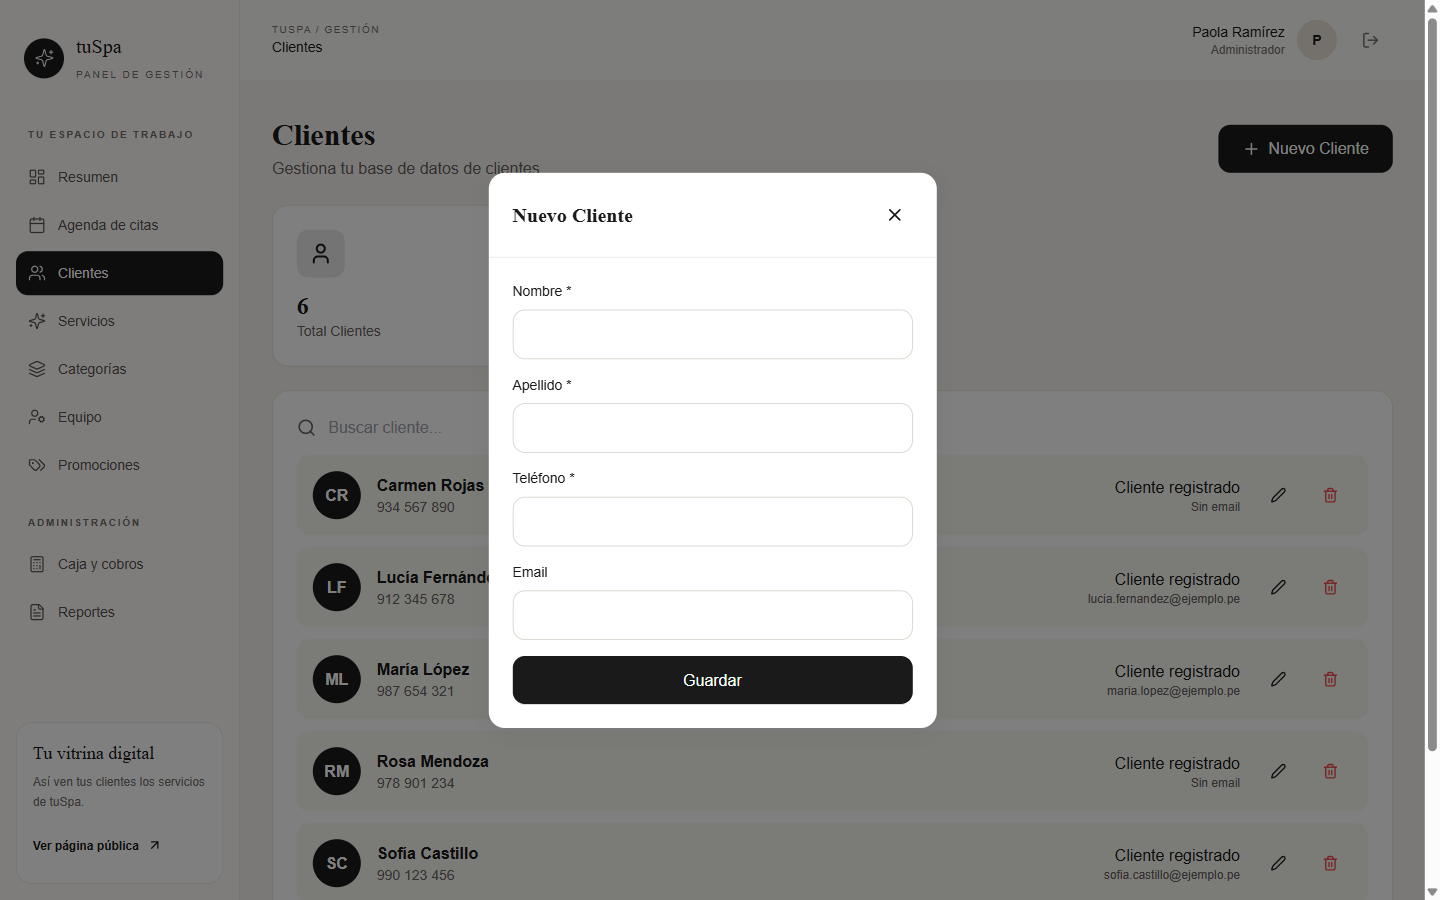 tuSpa
PANEL DE GESTIÓN
TU ESPACIO DE TRABAJO
Resumen
Agenda de citas
Clientes
Servicios
Categorías
Equipo
Promociones
ADMINISTRACIÓN
Caja y cobros
Reportes
Tu vitrina digital
Así ven tus clientes los servicios
de tuSpa.
Ver página pública
TUSPA / GESTIÓN
Clientes
Paola Ramírez
Administrador
P
Clientes
Gestiona tu base de datos de clientes
Nuevo Cliente
6
Total Clientes
Buscar cliente...
CR
Carmen Rojas
934 567 890
Cliente registrado
Sin email
LF
Lucía Fernánd
912 345 678
Cliente registrado
lucia.fernandez@ejemplo.pe
ML
María López
987 654 321
Cliente registrado
maria.lopez@ejemplo.pe
RM
Rosa Mendoza
978 901 234
Cliente registrado
Sin email
SC
Sofía Castillo
990 123 456
Cliente registrado
sofia.castillo@ejemplo.pe
Nuevo Cliente
Nombre *
Apellido *
Teléfono *
Email
Guardar